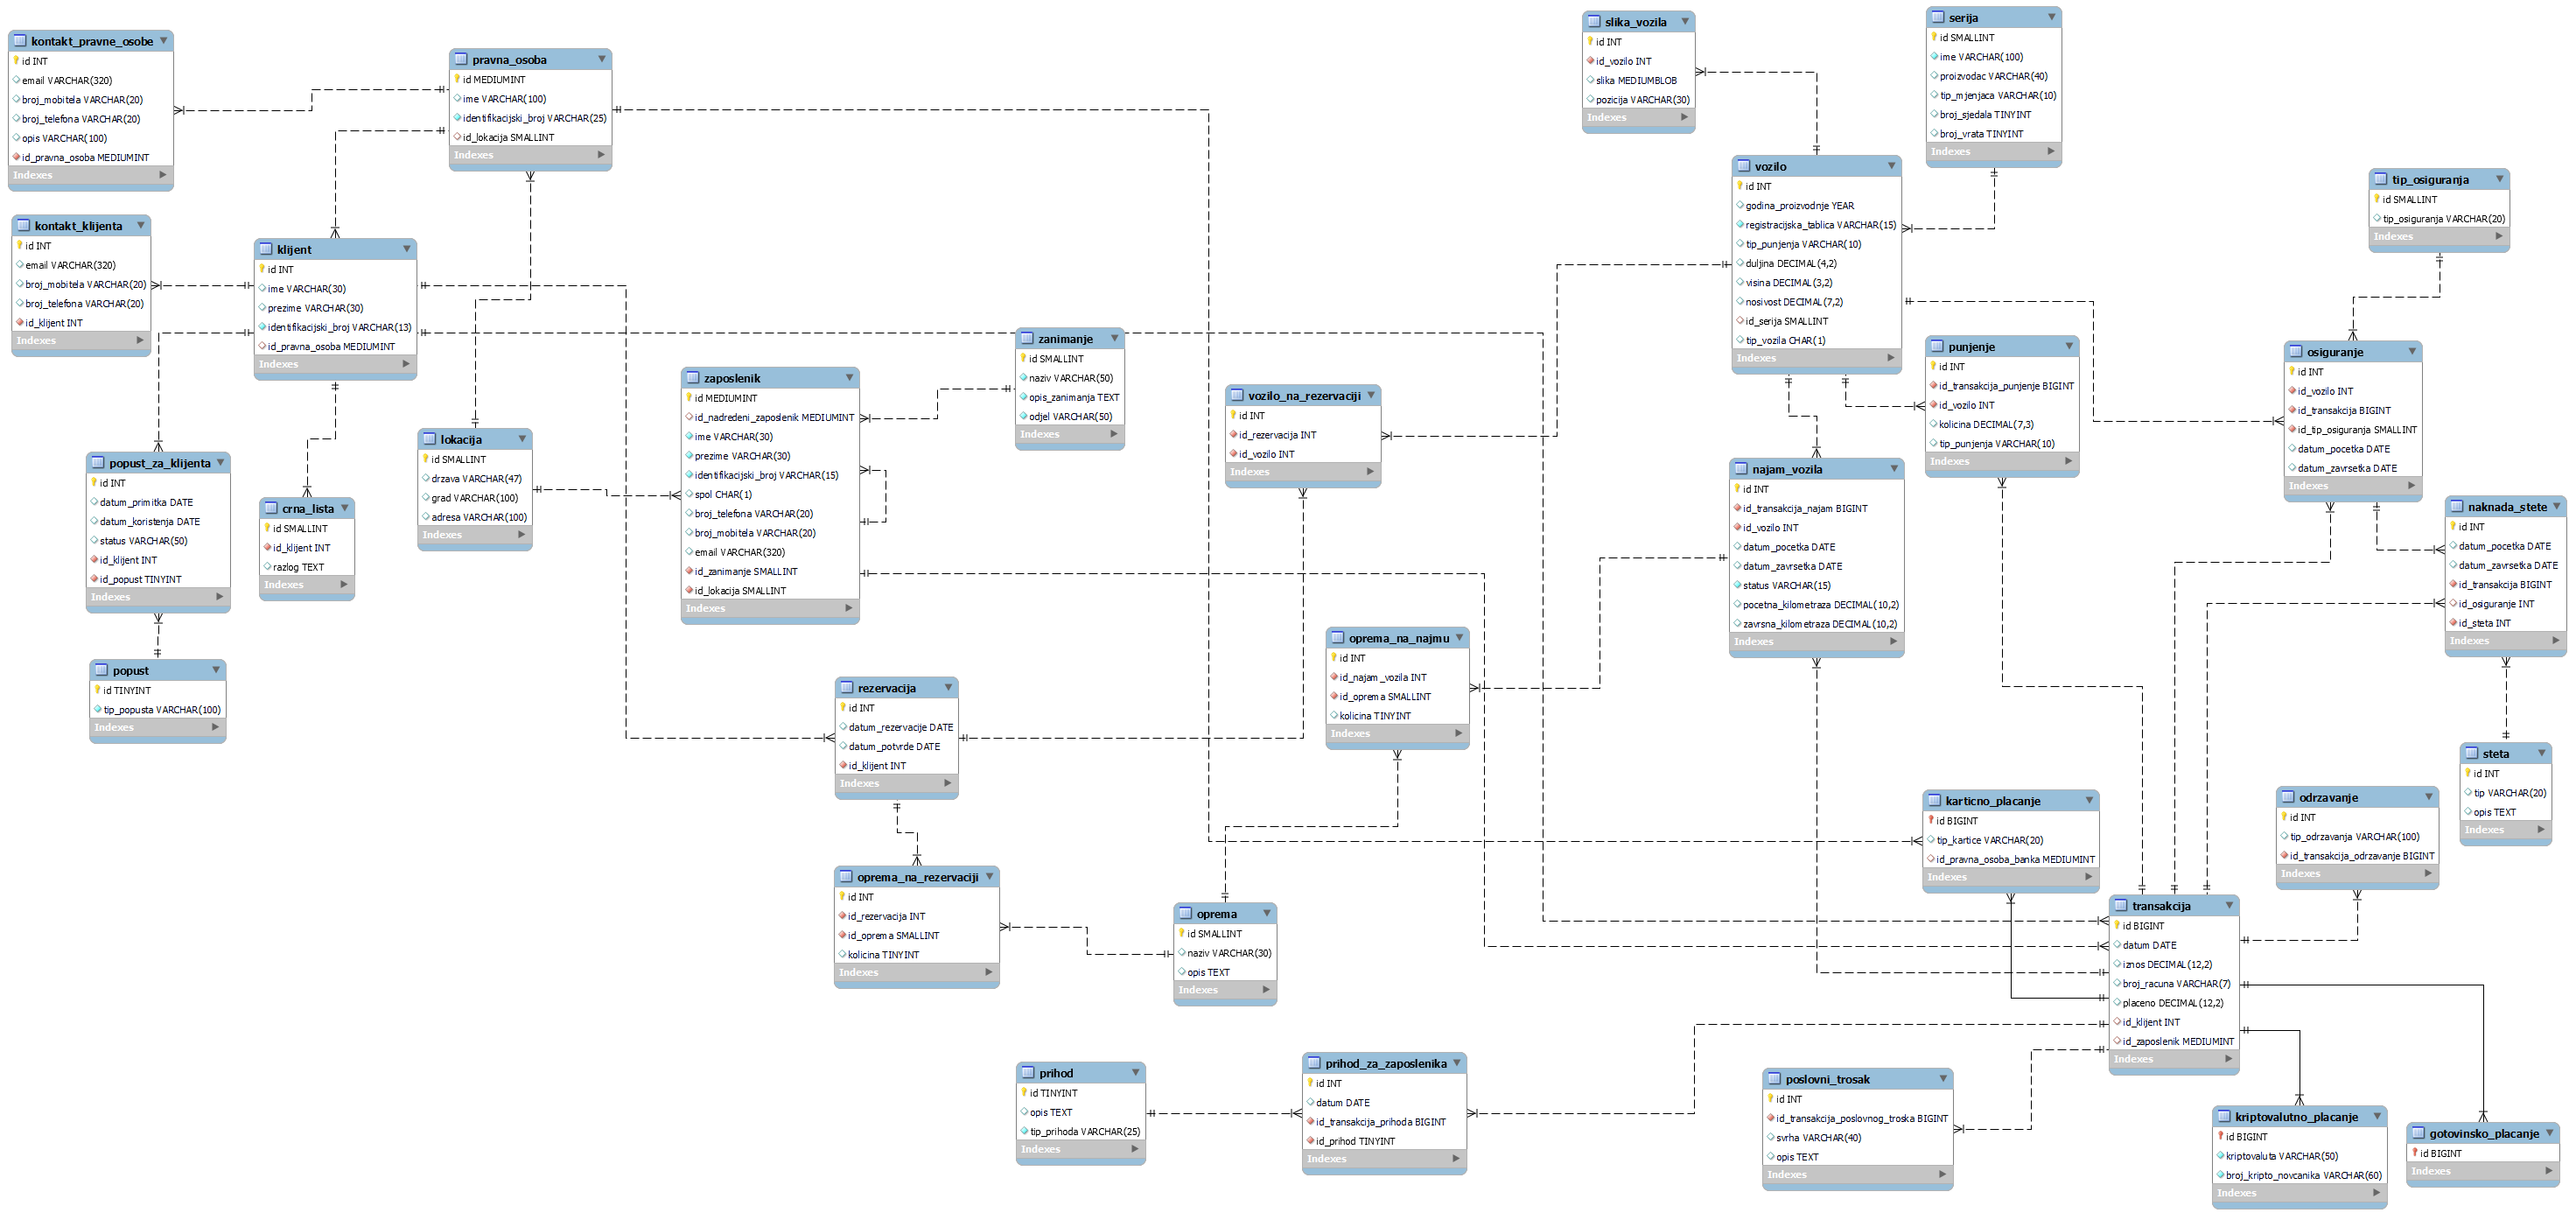 kontakt_pravne_osobe
id INT
email VARCHAR(320)
broj_mobitela VARCHAR(20)
broj_telefona VARCHAR(20)
opis VARCHAR(100)
id_pravna_osoba MEDIUMINT
Indexes
pravna_osoba
id MEDIUMINT
ime VARCHAR(100)
identifikacijski_broj VARCHAR(25)
id_lokacija SMALLINT
Indexes
slika_vozila
id INT
id_vozilo INT
slika MEDIUMBLOB
pozicija VARCHAR(30)
Indexes
serija
id SMALLINT
ime VARCHAR(100)
proizvodac VARCHAR(40)
tip_mjenjaca VARCHAR(10)
broj_sjedala TINYINT
broj_vrata TINYINT
Indexes
vozilo
id INT
godina_proizvodnje YEAR
registracijska_tablica VARCHAR(15)
tip_punjenja VARCHAR(10)
duljina DECIMAL(4,2)
visina DECIMAL(3,2)
nosivost DECIMAL(7,2)
id_serija SMALLINT
tip_vozila CHAR(1)
Indexes
tip_osiguranja
id SMALLINT
tip_osiguranja VARCHAR(20)
Indexes
kontakt_klijenta
id INT
email VARCHAR(320)
broj_mobitela VARCHAR(20)
broj_telefona VARCHAR(20)
id_klijent INT
Indexes
klijent
id INT
ime VARCHAR(30)
prezime VARCHAR(30)
identifikacijski_broj VARCHAR(13)
id_pravna_osoba MEDIUMINT
Indexes
zanimanje
id SMALLINT
naziv VARCHAR(50)
opis_zanimanja TEXT
odjel VARCHAR(50)
Indexes
zaposlenik
id MEDIUMINT
id_nadredeni_zaposlenik MEDIUMINT
ime VARCHAR(30)
prezime VARCHAR(30)
identifikacijski_broj VARCHAR(15)
spol CHAR(1)
broj_telefona VARCHAR(20)
broj_mobitela VARCHAR(20)
email VARCHAR(320)
id_zanimanje SMALLINT
id_lokacija SMALLINT
Indexes
vozilo_na_rezervaciji
id INT
id_rezervacija INT
id_vozilo INT
Indexes
punjenje
id INT
id_transakcija_punjenje BIGINT
id_vozilo INT
kolicina DECIMAL(7,3)
tip_punjenja VARCHAR(10)
Indexes
osiguranje
id INT
id_vozilo INT
id_transakcija BIGINT
id_tip_osiguranja SMALLINT
datum_pocetka DATE
datum_zavrsetka DATE
Indexes
popust_za_klijenta
id INT
datum_primitka DATE
datum_koristenja DATE
status VARCHAR(50)
id_klijent INT
id_popust TINYINT
Indexes
crna_lista
id SMALLINT
id_klijent INT
razlog TEXT
Indexes
lokacija
id SMALLINT
drzava VARCHAR(47)
grad VARCHAR(100)
adresa VARCHAR(100)
Indexes
najam_vozila
id INT
id_transakcija_najam BIGINT
id_vozilo INT
datum_pocetka DATE
datum_zavrsetka DATE
status VARCHAR(15)
pocetna_kilometraza DECIMAL(10,2)
zavrsna_kilometraza DECIMAL(10,2)
Indexes
naknada_stete
id INT
datum_pocetka DATE
datum_zavrsetka DATE
id_transakcija BIGINT
id_osiguranje INT
id_steta INT
Indexes
popust
id TINYINT
tip_popusta VARCHAR(100)
Indexes
rezervacija
id INT
datum_rezervacije DATE
datum_potvrde DATE
id_klijent INT
Indexes
oprema_na_najmu
id INT
id_najam_vozila INT
id_oprema SMALLINT
kolicina TINYINT
Indexes
steta
id INT
tip VARCHAR(20)
opis TEXT
Indexes
karticno_placanje
id BIGINT
tip_kartice VARCHAR(20)
id_pravna_osoba_banka MEDIUMINT
Indexes
odrzavanje
id INT
tip_odrzavanja VARCHAR(100)
id_transakcija_odrzavanje BIGINT
Indexes
oprema_na_rezervaciji
id INT
id_rezervacija INT
id_oprema SMALLINT
kolicina TINYINT
Indexes
oprema
id SMALLINT
naziv VARCHAR(30)
opis TEXT
Indexes
transakcija
id BIGINT
datum DATE
iznos DECIMAL(12,2)
broj_racuna VARCHAR(7)
placeno DECIMAL(12,2)
id_klijent INT
id_zaposlenik MEDIUMINT
Indexes
prihod
id TINYINT
opis TEXT
tip_prihoda VARCHAR(25)
Indexes
prihod_za_zaposlenika
id INT
datum DATE
id_transakcija_prihoda BIGINT
id_prihod TINYINT
Indexes
poslovni_trosak
id INT
id_transakcija_poslovnog_troska BIGINT
svrha VARCHAR(40)
opis TEXT
Indexes
kriptovalutno_placanje
id BIGINT
kriptovaluta VARCHAR(50)
broj_kripto_novcanika VARCHAR(60)
Indexes
gotovinsko_placanje
id BIGINT
Indexes